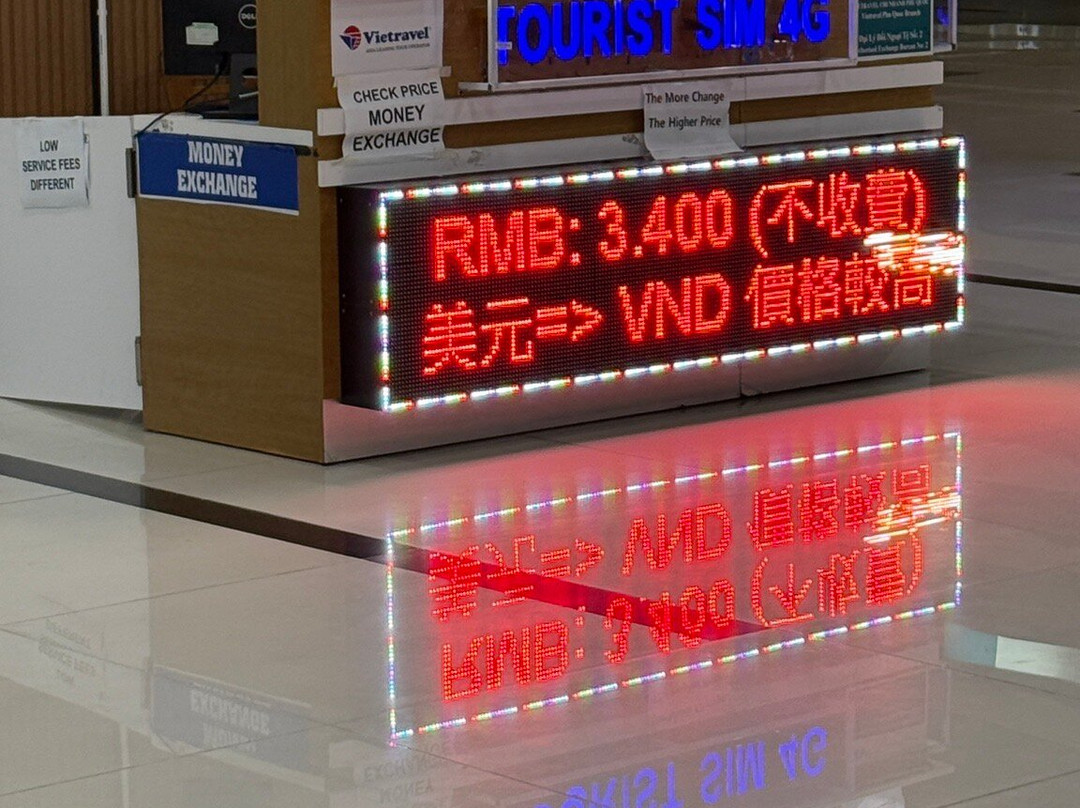 DELL
Vietravel
TOURIST SIM 4G
CHECK PRICE
MONEY
EXCHANGE
The More Change
The Higher Price
LOW
SERVICE FEES
DIFFERENT
MONEY
EXCHANGE
RMB: 3.400 (不收費)
美元=> VND 價格較高